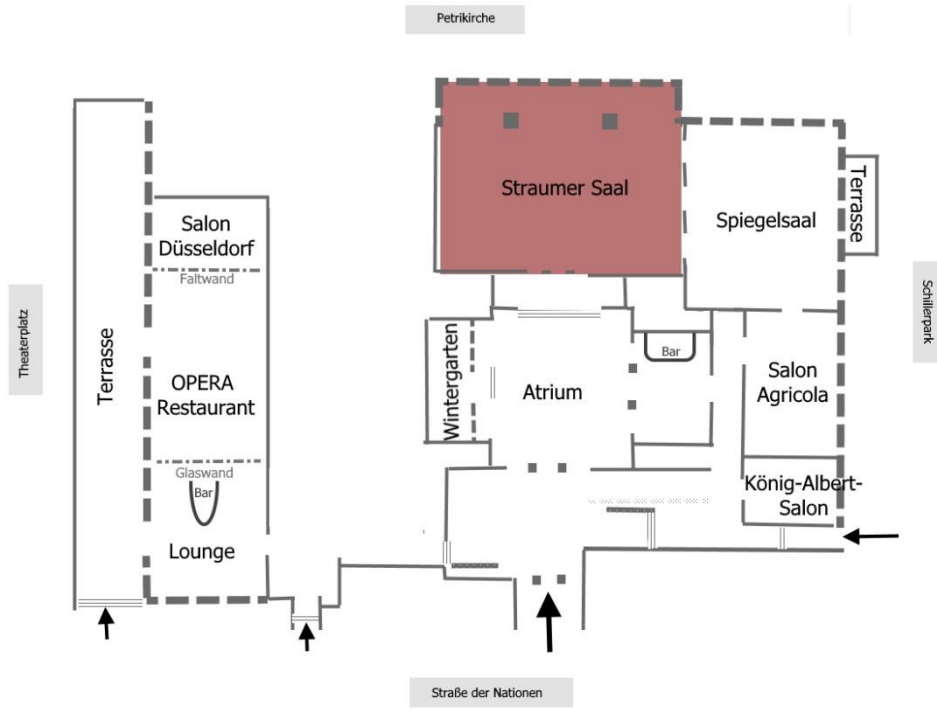 Petrikirche
Straumer Saal
Spiegelsaal
Terrasse
Salon
Düsseldorf
Faltwand
Theaterplatz
Schillerpark
Terrasse
OPERA
Restaurant
Wintergarten
Atrium
Bar
Salon
Agricola
Glaswand
Bar
Lounge
König-Albert-
Salon
Straße der Nationen